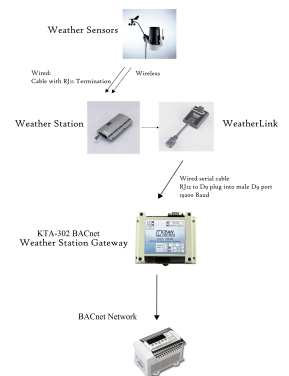 Weather Sensors
Wired:
Cable with RJ11 Termination
Wireless
Weather Station
WeatherLink
Wired serial cable
RJ12 to D9 plug into male D9 port
19200 Baud
KTA-302 BACnet
Weather Station Gateway
BACnet Network